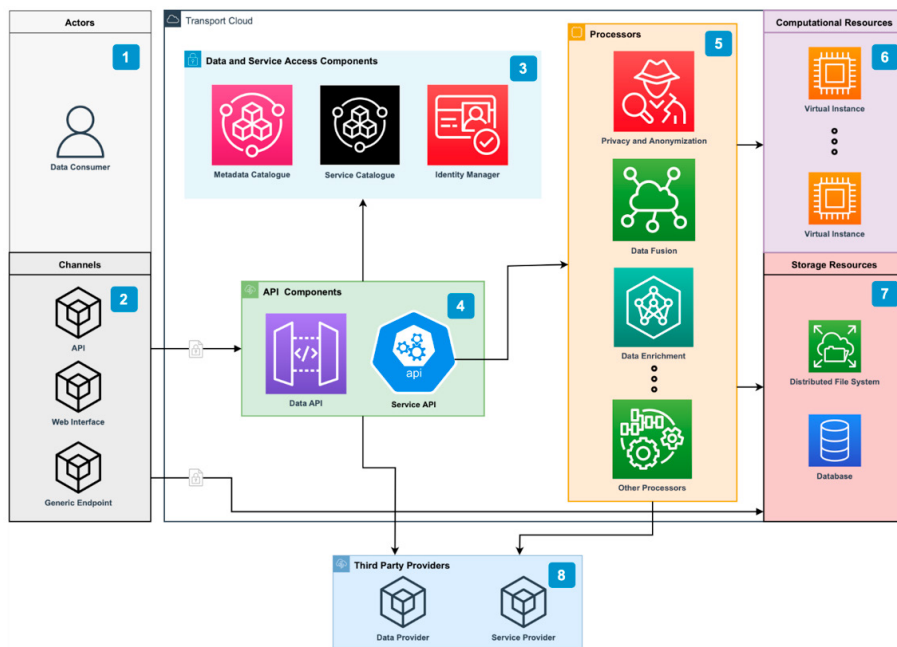 Actors
1
Data Consumer
Channels
2
API
Web Interface
Generic Endpoint
Transport Cloud
Data and Service Access Components
3
Metadata Catalogue
Service Catalogue
Identity Manager
API Components
4
</>
api
Data API
Service API
Processors
5
Privacy and Anonymization
Data Fusion
Data Enrichment
Other Processors
Computational Resources
6
Virtual Instance
Virtual Instance
Storage Resources
7
Distributed File System
Database
Third Party Providers
8
Data Provider
Service Provider